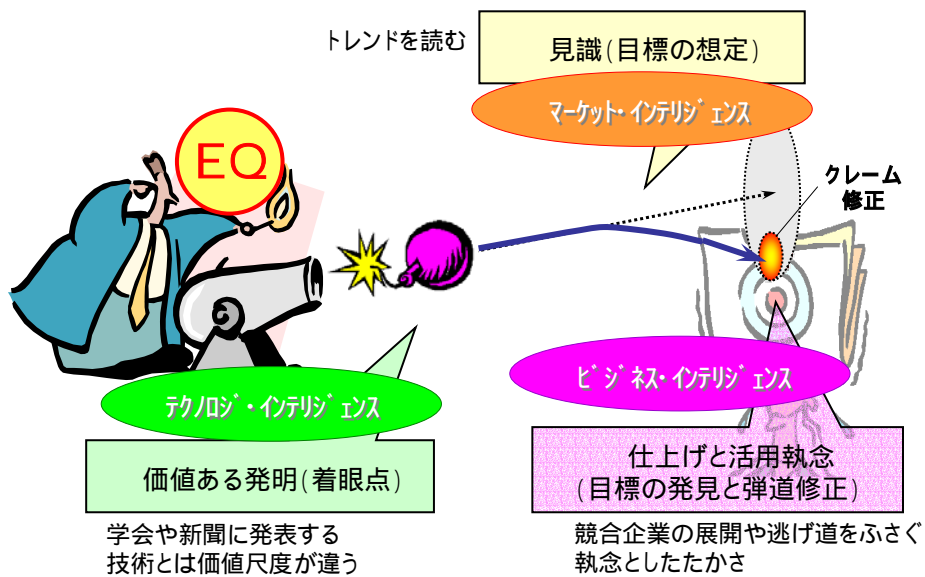 トレンドを読む
見識(目標の想定)
マーケット・インテリジェンス
EQ
クレーム
修正
テクノロジ・インテリジェンス
ビジネス・インテリジェンス
価値ある発明(着眼点)
仕上げと活用執念
(目標の発見と弾道修正)
学会や新聞に発表する
技術とは価値尺度が違う
競合企業の展開や逃げ道をふさぐ
執念としたたかさ